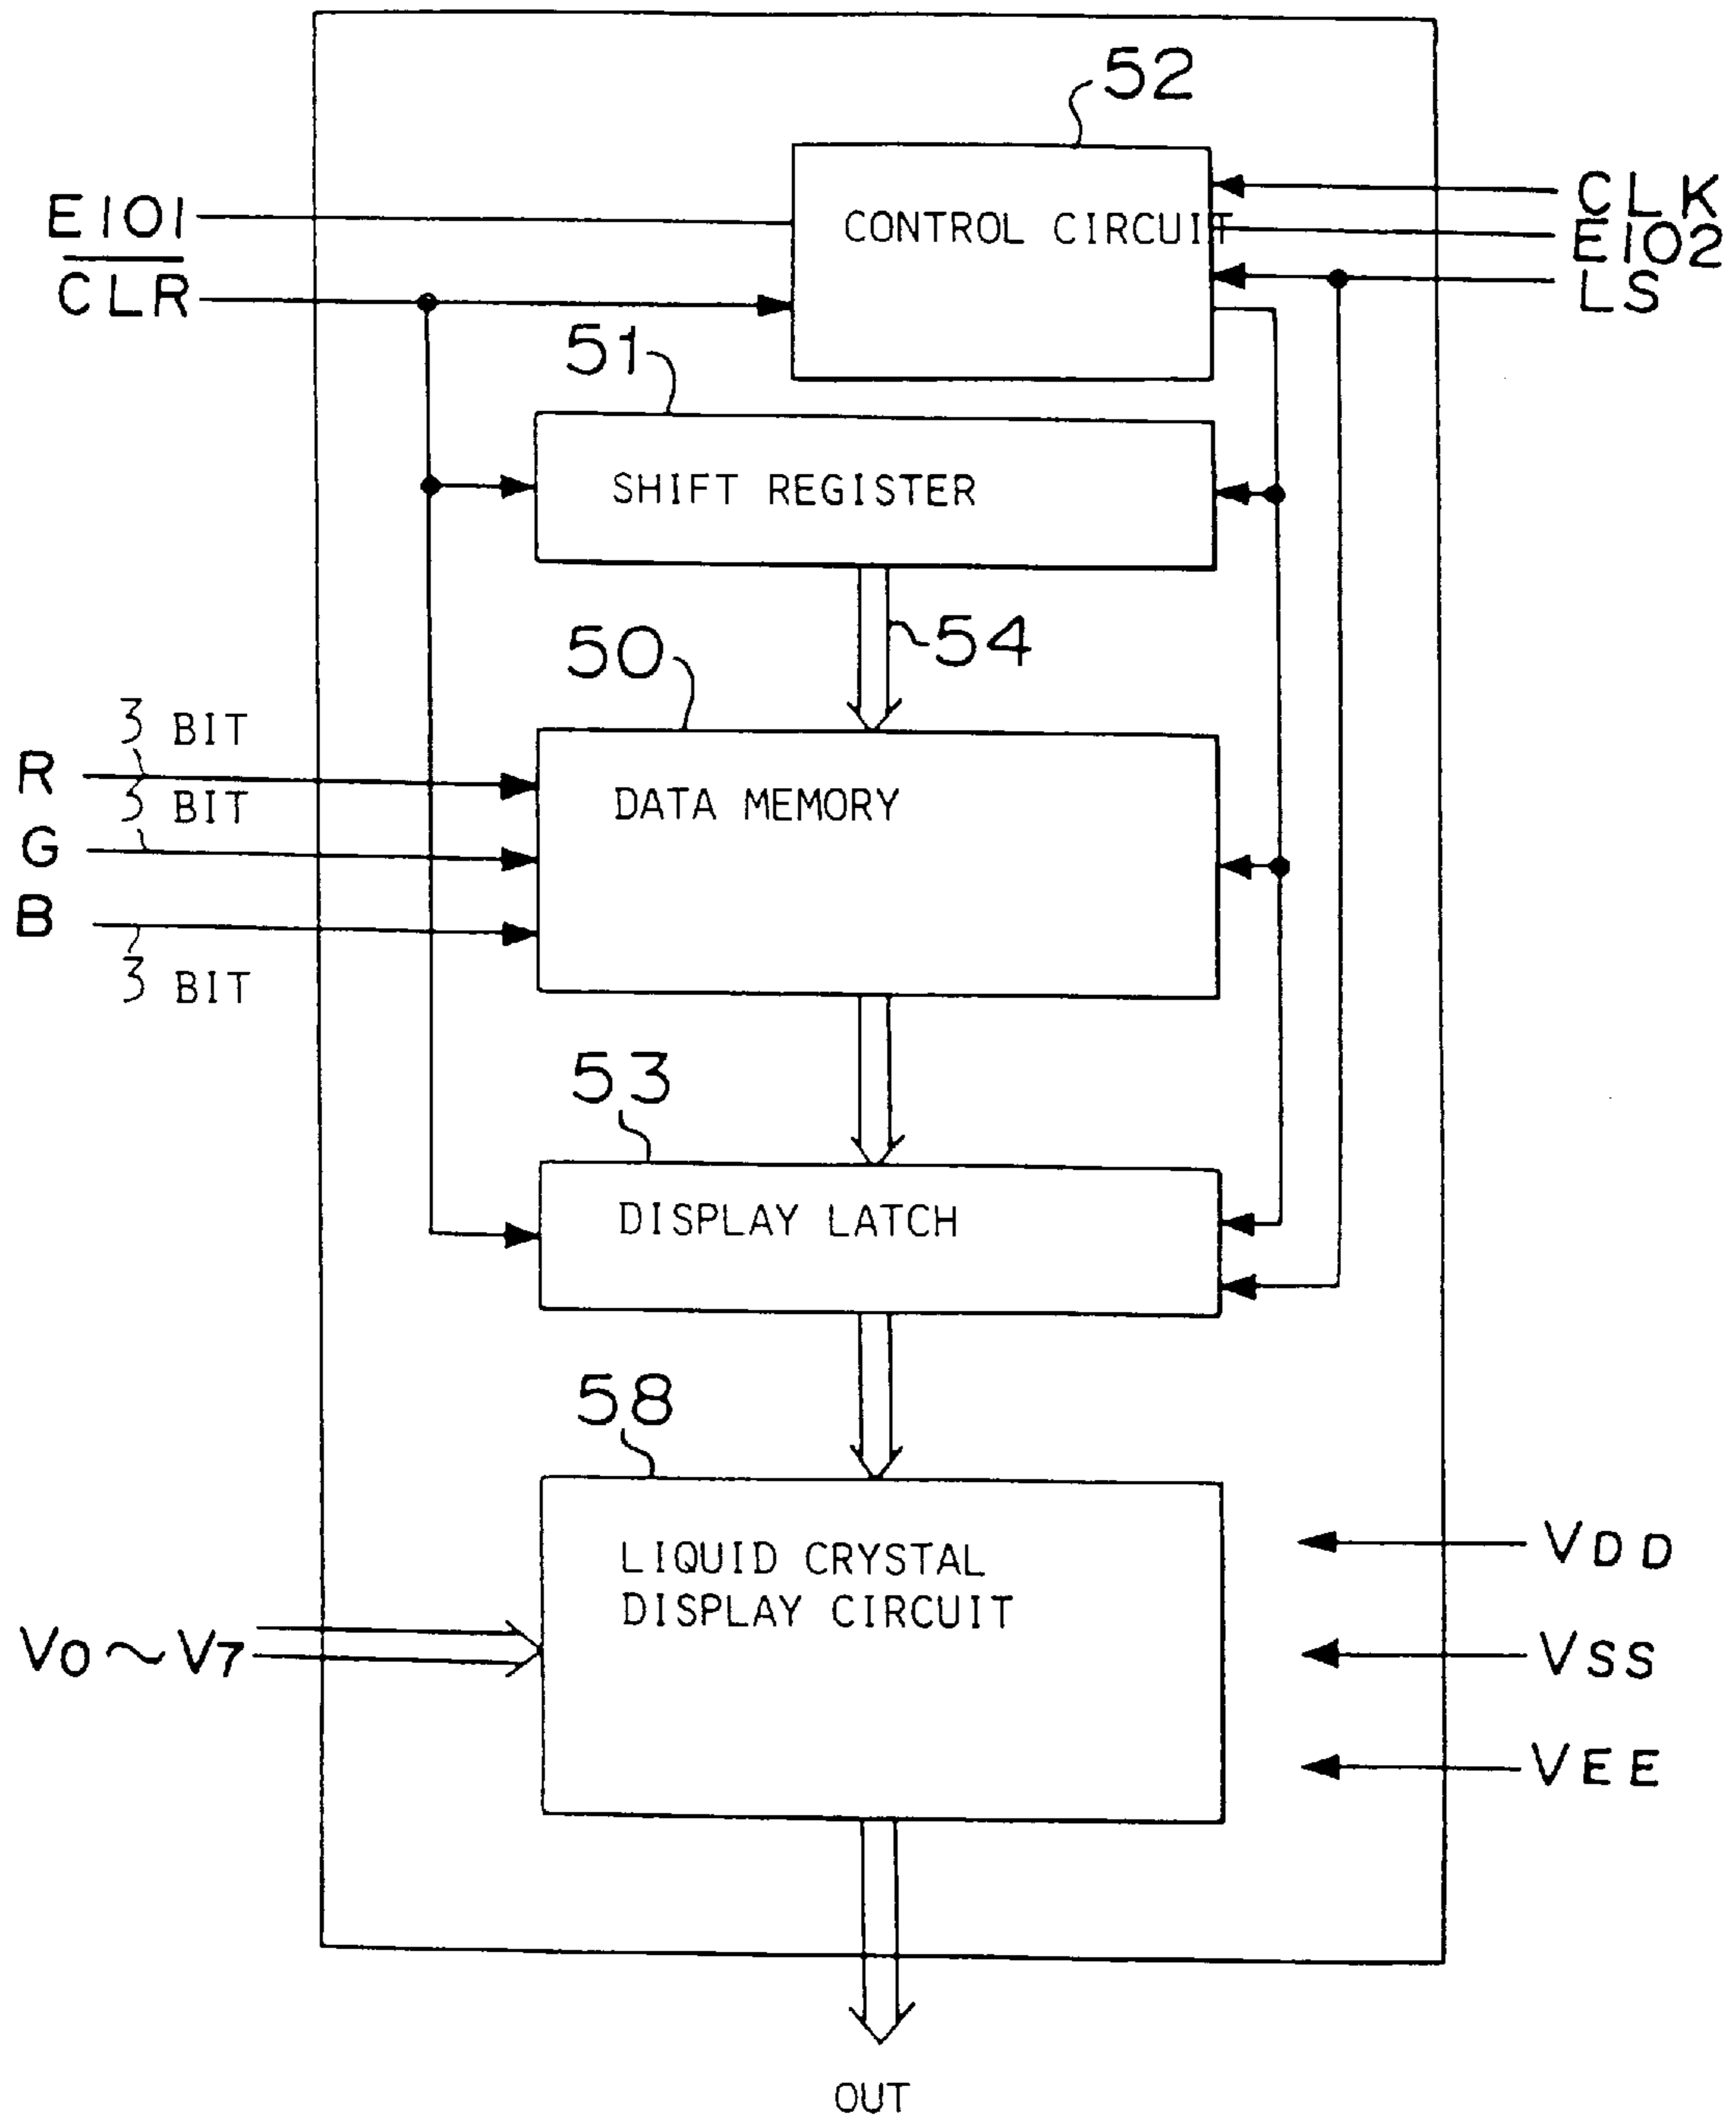 52
CLK
EIO1
CONTROL CIRCUIT
EIO2
CLR
LS
51
SHIFT REGISTER
54
50
3 BIT
R
3 BIT
DATA MEMORY
G
B
3 BIT
53
DISPLAY LATCH
58
LIQUID CRYSTAL
DISPLAY CIRCUIT
VDD
V0～V7
VSS
VEE
OUT